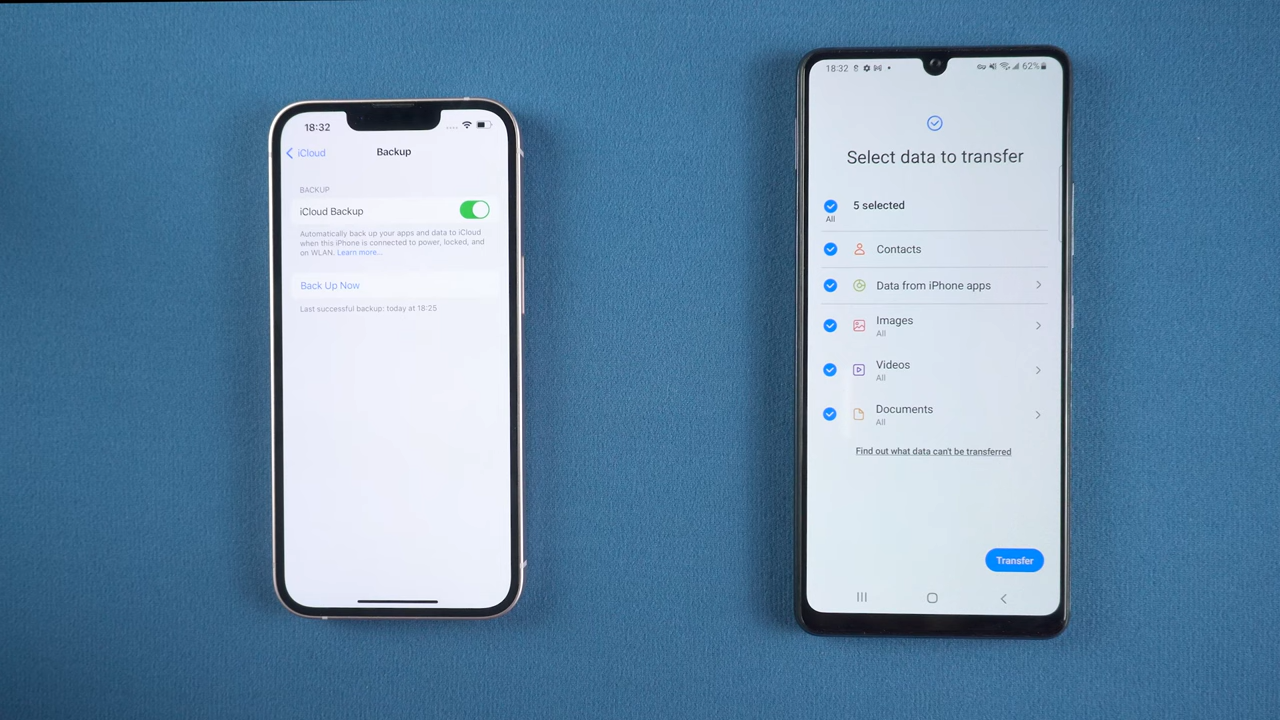 18:32
iCloud
Backup
BACKUP
iCloud Backup
Automatically back up your apps and data to iCloud
when this iPhone is connected to power, locked, and
on WLAN. Learn more...
Back Up Now
Last successful backup: today at 18:25
18:32
62%
Select data to transfer
5 selected
All
Contacts
Data from iPhone apps
Images
All
Videos
All
Documents
All
Find out what data can't be transferred
Transfer